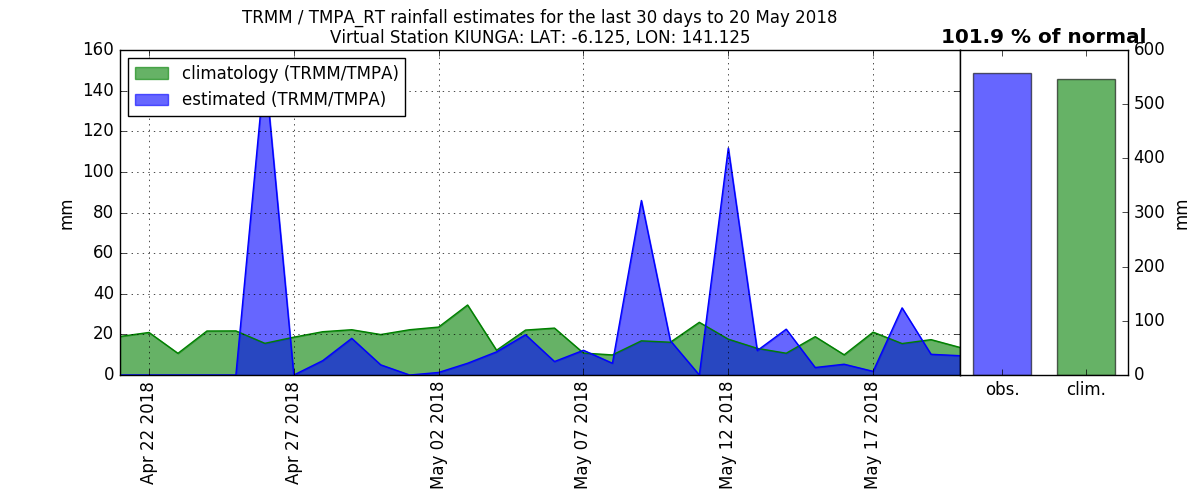 TRMM / TMPA_RT rainfall estimates for the last 30 days to 20 May 2018
Virtual Station KIUNGA: LAT: -6.125, LON: 141.125
101.9 % of normal
climatology (TRMM/TMPA)
estimated (TRMM/TMPA)
160
140
120
100
80
60
40
20
0
mm
Apr 22 2018
Apr 27 2018
May 02 2018
May 07 2018
May 12 2018
May 17 2018
600
500
400
300
200
100
0
mm
obs.
clim.